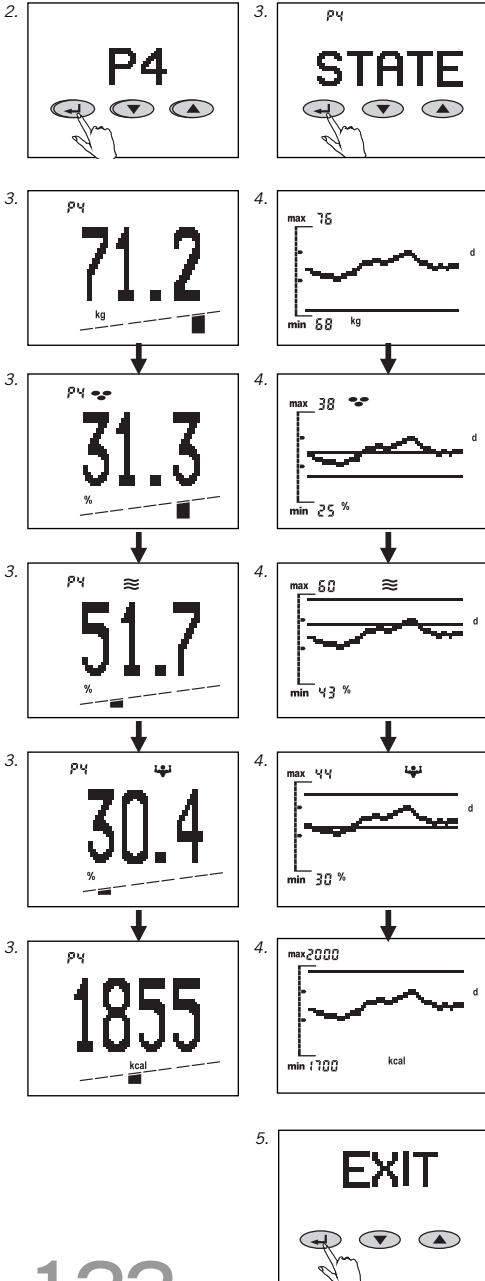 2.
P4
3.
P4
STATE
3.
P4
71.2
kg
4.
max 76
d
min 68 kg
3.
P4
31.3
%
4.
max 38
d
min 25 %
3.
P4
51.7
%
4.
max 60
d
min 43 %
3.
P4
30.4
%
4.
max 44
d
min 30 %
3.
P4
1855
kcal
4.
max 2000
d
min 1700 kcal
5.
EXIT